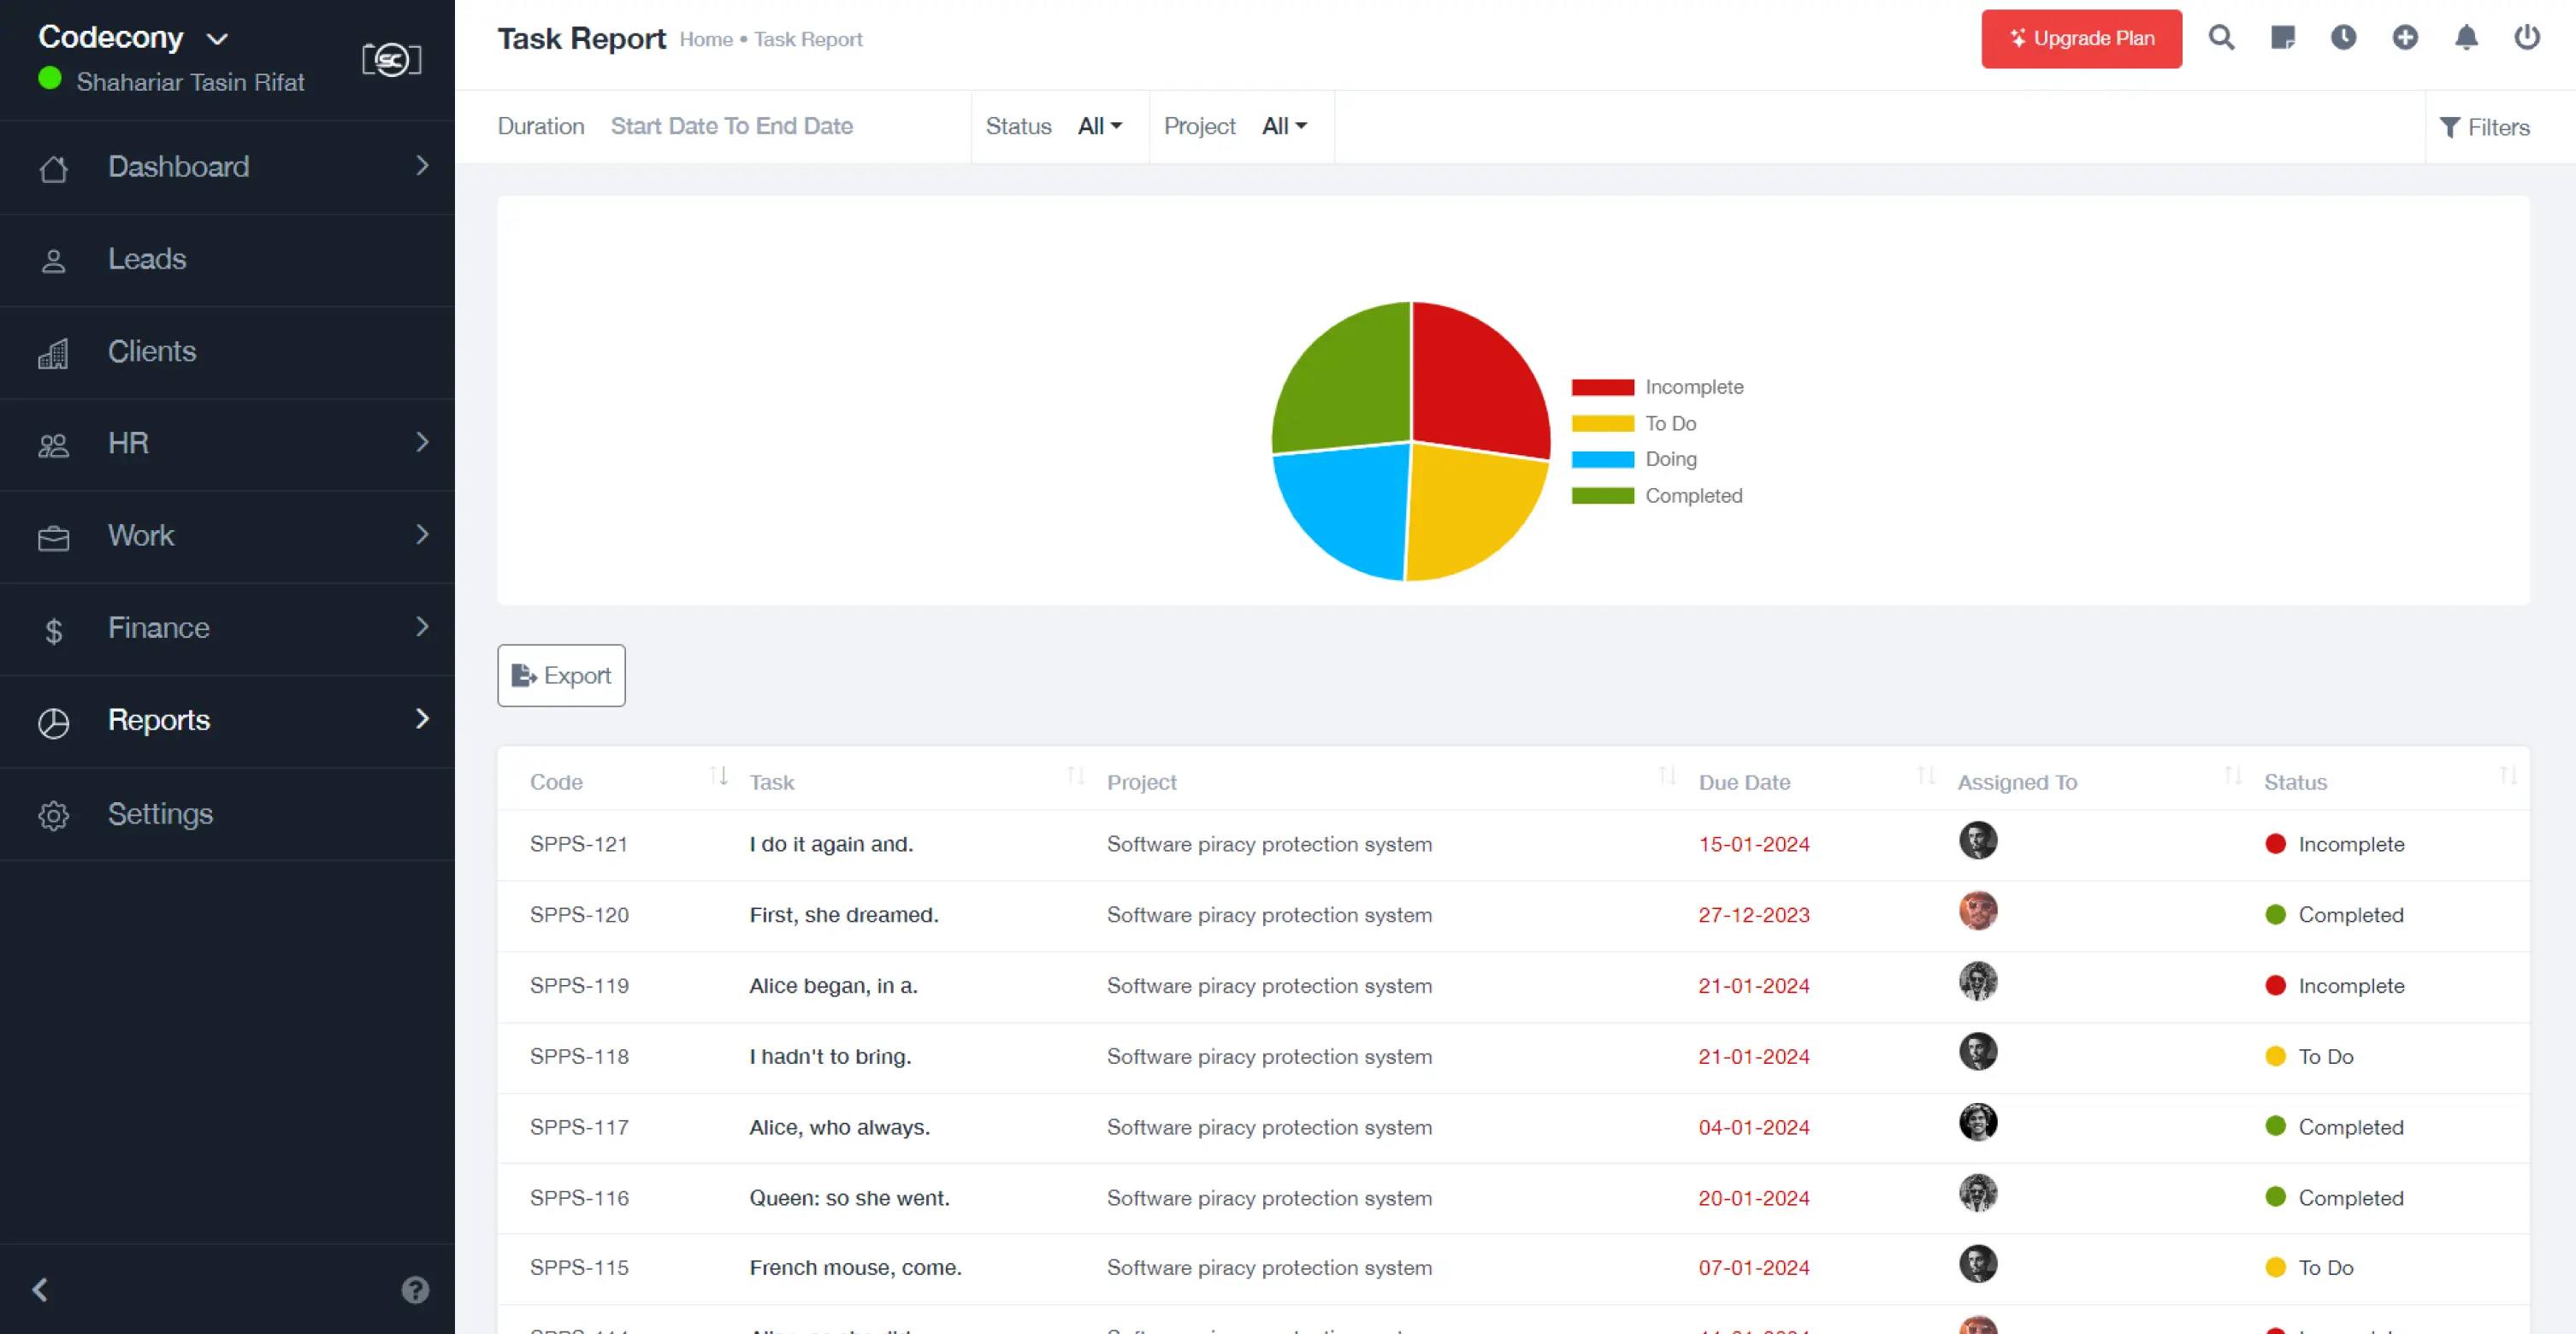 Codecony
Shahariar Tasin Rifat
SC
Dashboard
Leads
Clients
HR
Work
Finance
Reports
Settings
Task Report Home • Task Report
Upgrade Plan
Duration Start Date To End Date Status All Project All Filters
Incomplete
To Do
Doing
Completed
Export
Code Task Project Due Date Assigned To Status
SPPS-121 I do it again and. Software piracy protection system 15-01-2024 Incomplete
SPPS-120 First, she dreamed. Software piracy protection system 27-12-2023 Completed
SPPS-119 Alice began, in a. Software piracy protection system 21-01-2024 Incomplete
SPPS-118 I hadn't to bring. Software piracy protection system 21-01-2024 To Do
SPPS-117 Alice, who always. Software piracy protection system 04-01-2024 Completed
SPPS-116 Queen: so she went. Software piracy protection system 20-01-2024 Completed
SPPS-115 French mouse, come. Software piracy protection system 07-01-2024 To Do